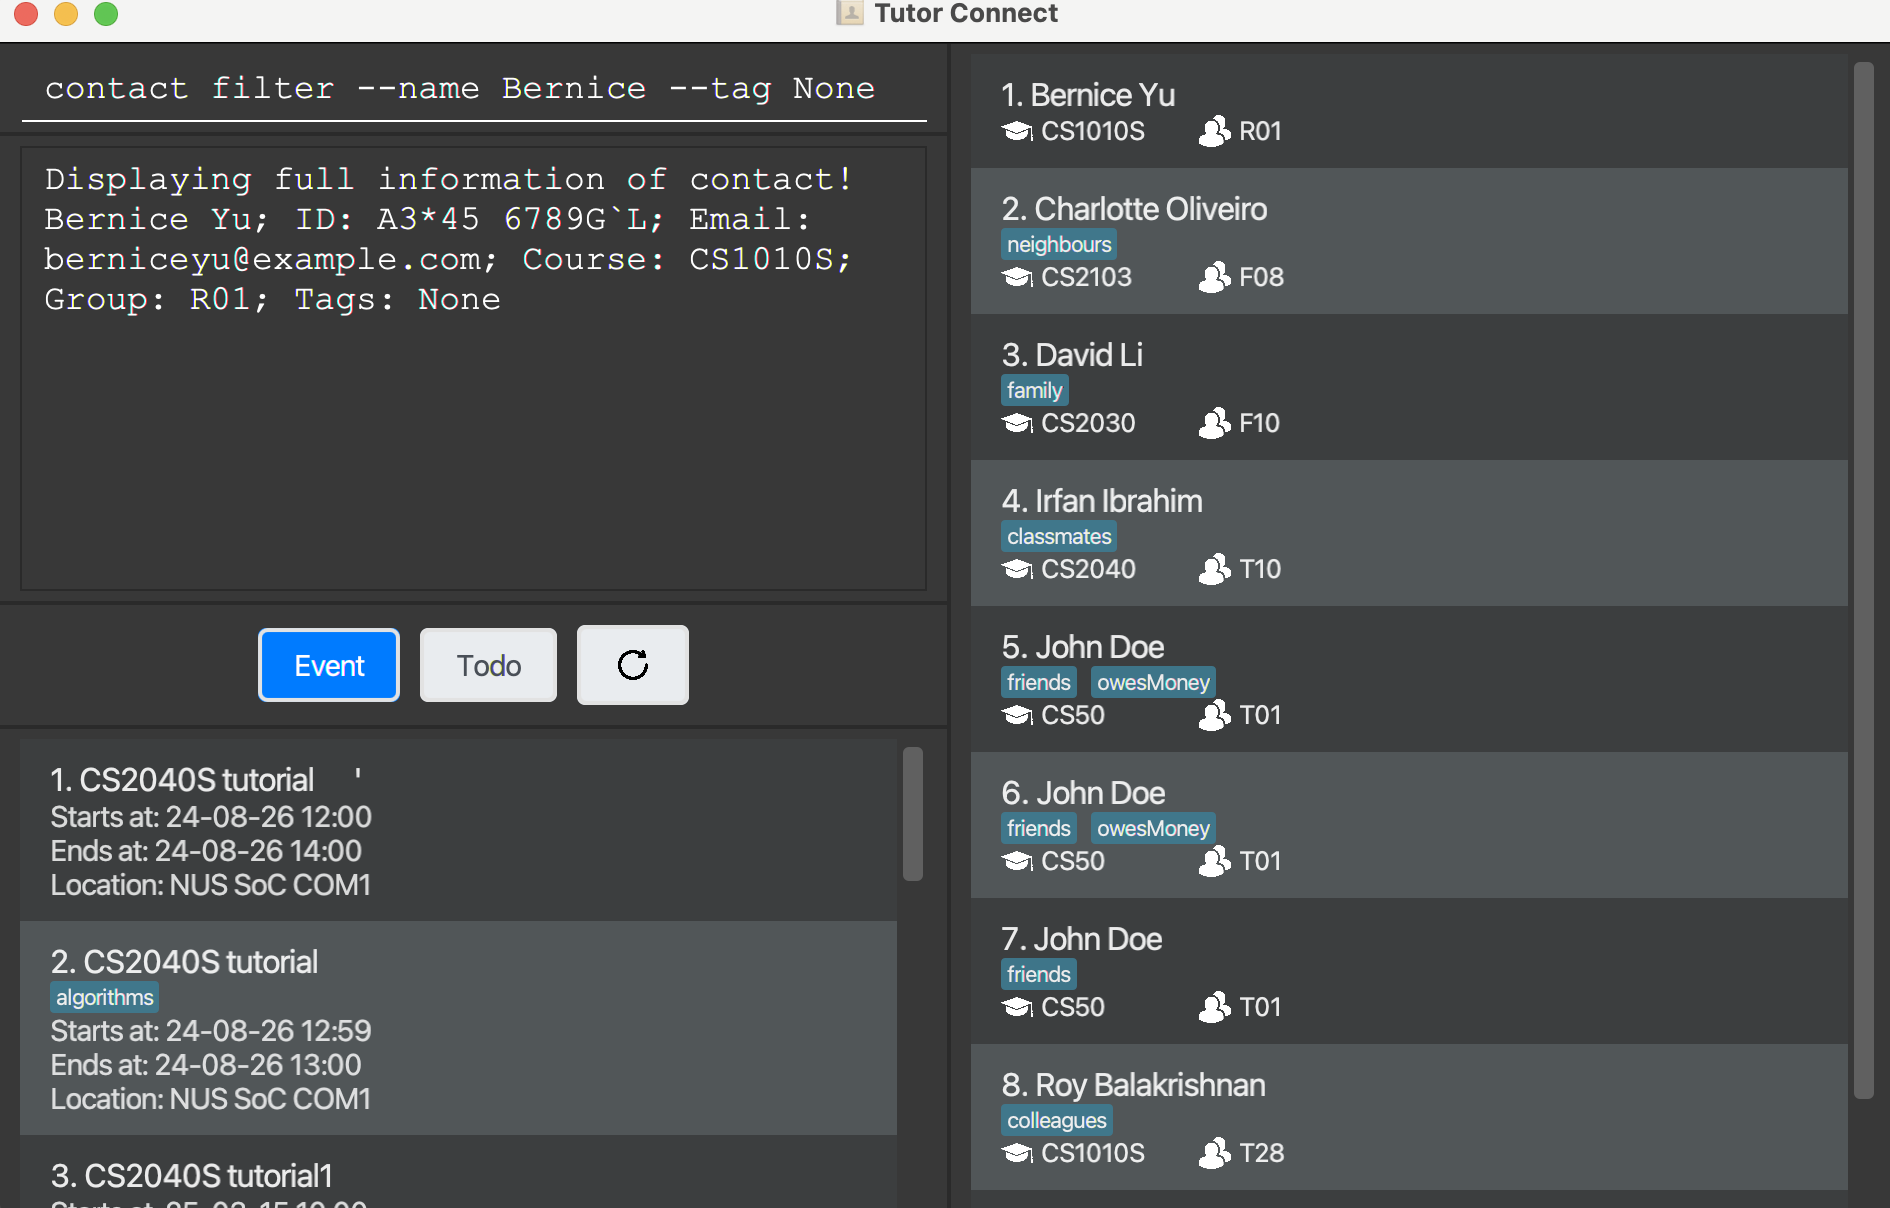 Tutor Connect
contact filter --name Bernice --tag None
Displaying full information of contact!
Bernice Yu; ID: A3*45 6789G`L; Email:
berniceyu@example.com; Course: CS1010S;
Group: R01; Tags: None
Event
Todo
1. CS2040S tutorial '
Starts at: 24-08-26 12:00
Ends at: 24-08-26 14:00
Location: NUS SoC COM1
2. CS2040S tutorial
algorithms
Starts at: 24-08-26 12:59
Ends at: 24-08-26 13:00
Location: NUS SoC COM1
3. CS2040S tutorial1
1. Bernice Yu
CS1010S R01
2. Charlotte Oliveiro
neighbours
CS2103 F08
3. David Li
family
CS2030 F10
4. Irfan Ibrahim
classmates
CS2040 T10
5. John Doe
friends owesMoney
CS50 T01
6. John Doe
friends owesMoney
CS50 T01
7. John Doe
friends
CS50 T01
8. Roy Balakrishnan
colleagues
CS1010S T28